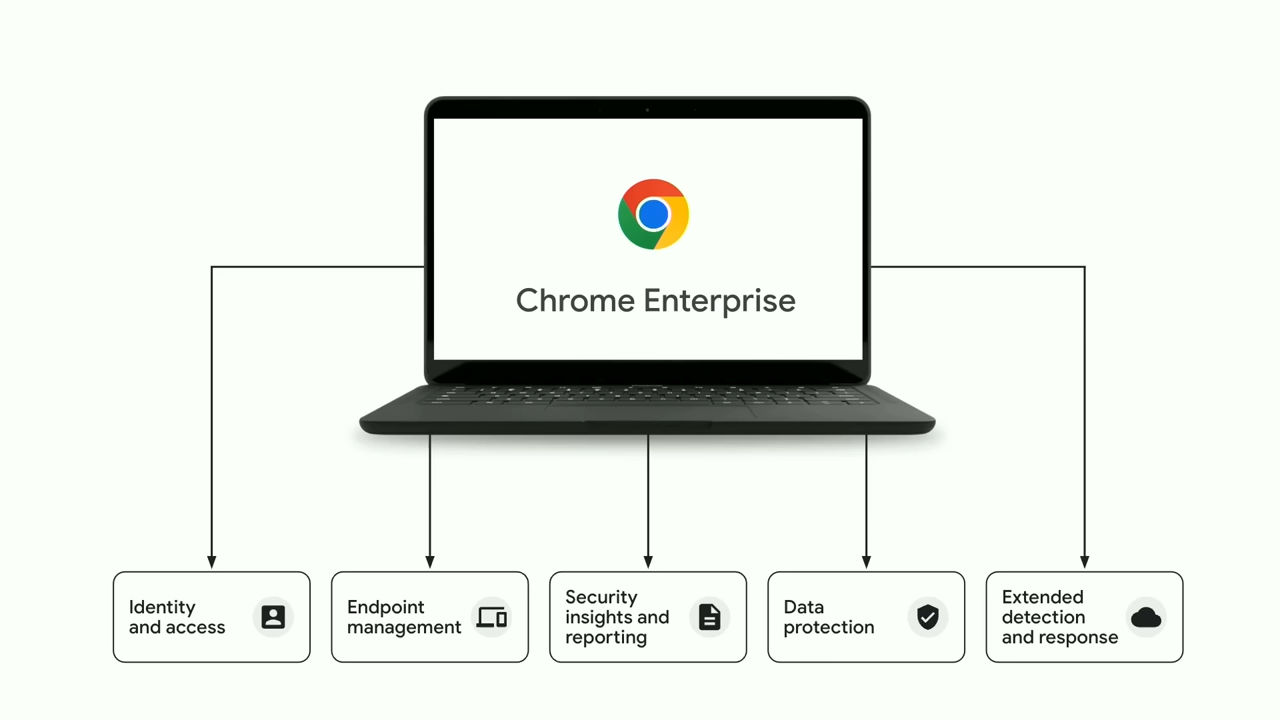 Chrome Enterprise
Identity
and access
Endpoint
management
Security
insights and
reporting
Data
protection
Extended
detection
and response